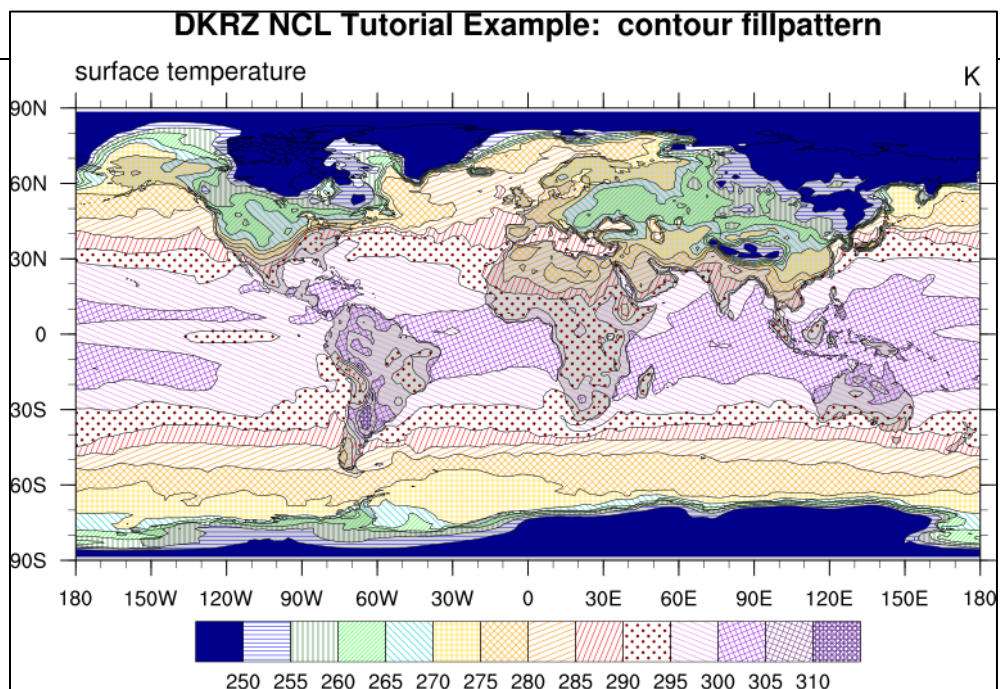 DKRZ NCL Tutorial Example: contour fillpattern
surface temperature K
90N
60N
30N
0
30S
60S
90S
180 150W 120W 90W 60W 30W 0 30E 60E 90E 120E 150E 180
250 255 260 265 270 275 280 285 290 295 300 305 310